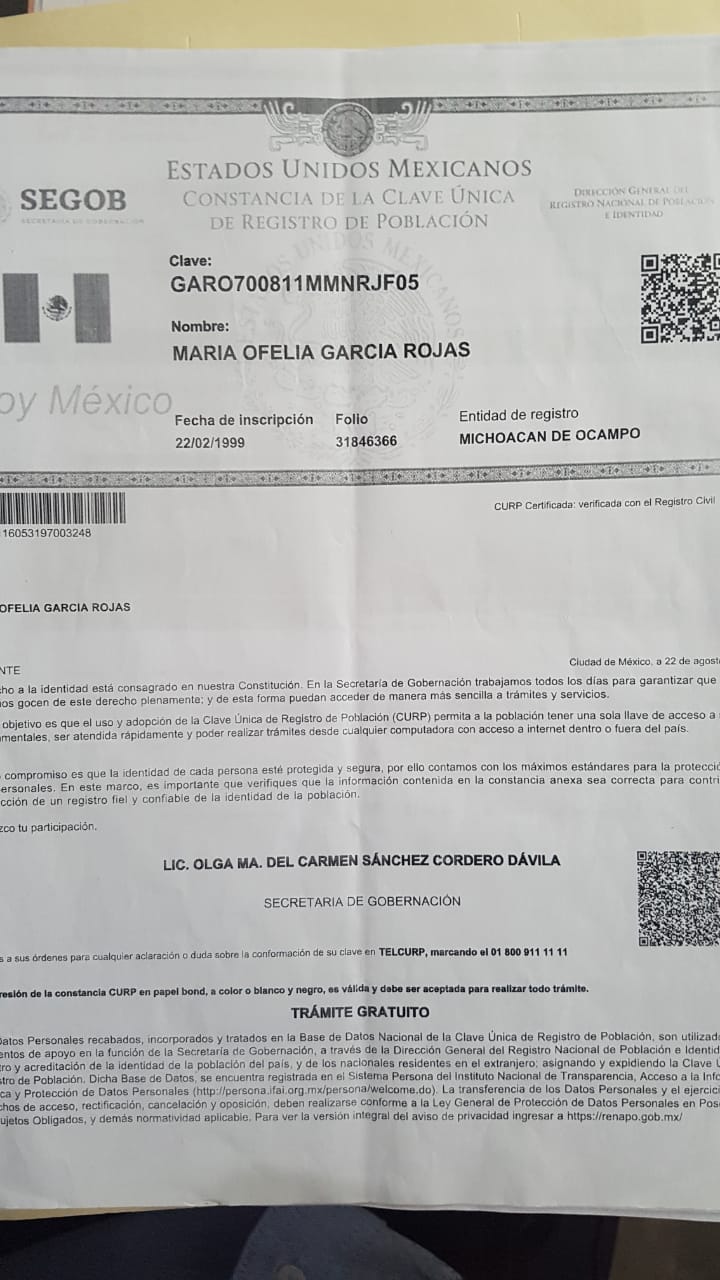 ESTADOS UNIDOS MEXICANOS
CONSTANCIA DE LA CLAVE ÚNICA
DE REGISTRO DE POBLACIÓN
SEGOB
SECRETARÍA DE GOBERNACIÓN
DIRECCIÓN GENERAL DEL
REGISTRO NACIONAL DE POBLACIÓN
E IDENTIDAD
Clave:
GARO700811MMNRJF05
Nombre:
MARIA OFELIA GARCIA ROJAS
oy México
Fecha de inscripción
22/02/1999
Folio
31846366
Entidad de registro
MICHOACAN DE OCAMPO
16053197003248
CURP Certificada: verificada con el Registro Civil
OFELIA GARCIA ROJAS
Ciudad de México, a 22 de agost
NTE
ho a la identidad está consagrado en nuestra Constitución. En la Secretaría de Gobernación trabajamos todos los días para garantizar que
os gocen de este derecho plenamente; y de esta forma puedan acceder de manera más sencilla a trámites y servicios.
objetivo es que el uso y adopción de la Clave Única de Registro de Población (CURP) permita a la población tener una sola llave de acceso a
mentales, ser atendida rápidamente y poder realizar trámites desde cualquier computadora con acceso a internet dentro o fuera del país.
compromiso es que la identidad de cada persona esté protegida y segura, por ello contamos con los máximos estándares para la protecció
ersonales. En este marco, es importante que verifiques que la información contenida en la constancia anexa sea correcta para contri
cción de un registro fiel y confiable de la identidad de la población.
zco tu participación.
LIC. OLGA MA. DEL CARMEN SÁNCHEZ CORDERO DÁVILA
SECRETARIA DE GOBERNACIÓN
s a sus órdenes para cualquier aclaración o duda sobre la conformación de su clave en TELCURP, marcando el 01 800 911 11 11
resión de la constancia CURP en papel bond, a color o blanco y negro, es válida y debe ser aceptada para realizar todo trámite.
TRÁMITE GRATUITO
Datos Personales recabados, incorporados y tratados en la Base de Datos Nacional de la Clave Única de Registro de Población, son utilizad
entos de apoyo en la función de la Secretaría de Gobernación, a través de la Dirección General del Registro Nacional de Población e Identid
ro y acreditación de la identidad de la población del país, y de los nacionales residentes en el extranjero; asignando y expidiendo la Clave Ú
stro de Población. Dicha Base de Datos, se encuentra registrada en el Sistema Persona del Instituto Nacional de Transparencia, Acceso a la Info
ca y Protección de Datos Personales (http://persona.ifai.org.mx/persona/welcome.do). La transferencia de los Datos Personales y el ejercici
chos de acceso, rectificación, cancelación y oposición, deben realizarse conforme a la Ley General de Protección de Datos Personales en Pos
ujetos Obligados, y demás normatividad aplicable. Para ver la versión integral del aviso de privacidad ingresar a https://renapo.gob.mx/